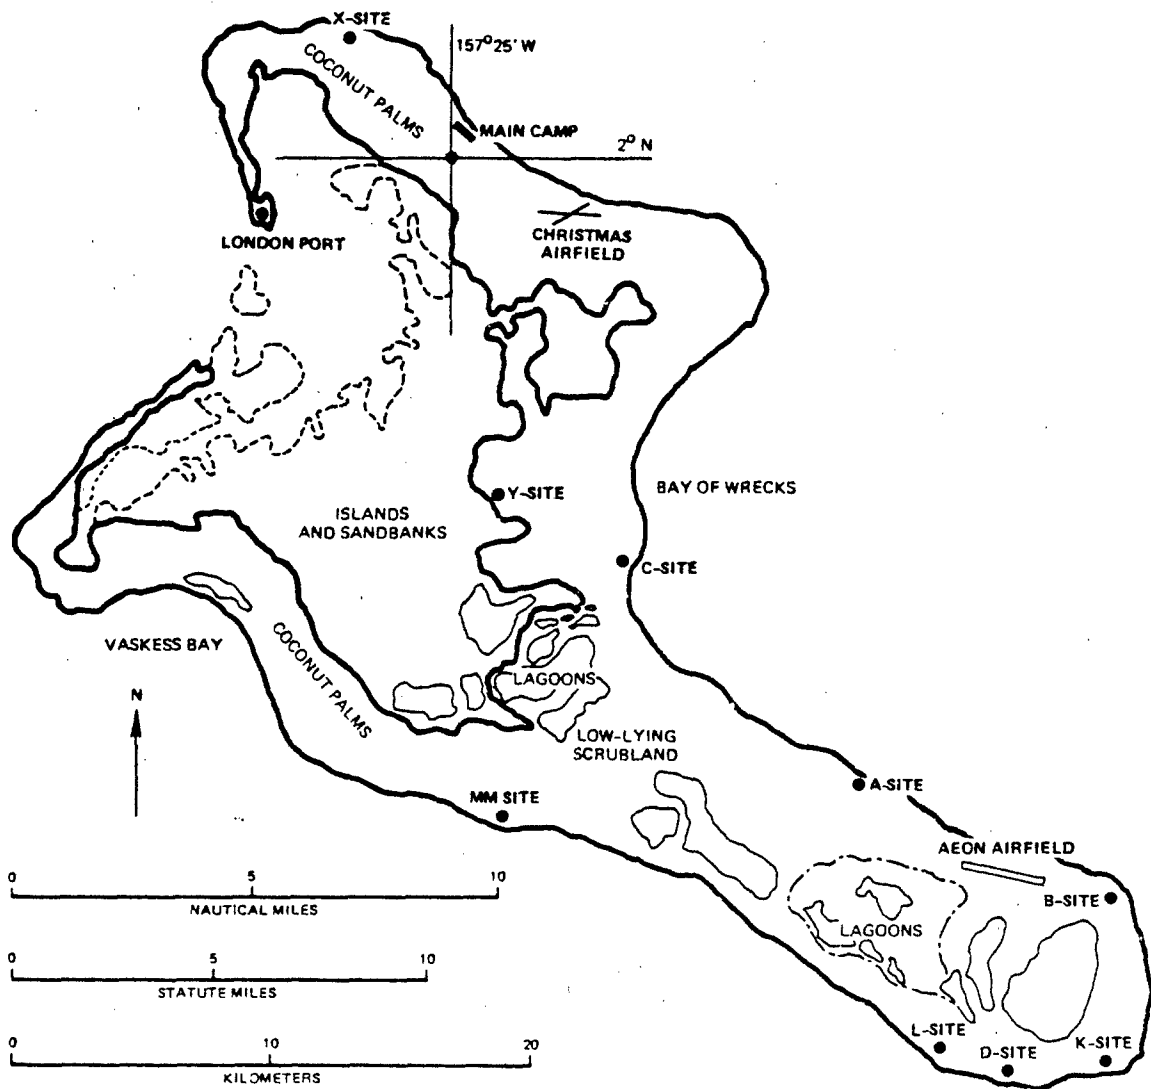 X-SITE
157° 25' W
COCONUT PALMS
MAIN CAMP
2° N
LONDON PORT
CHRISTMAS
AIRFIELD
Y-SITE
BAY OF WRECKS
ISLANDS
AND SANDBANKS
C-SITE
VASKESS BAY
COCONUT PALMS
LAGOONS
N
LOW-LYING
SCRUBLAND
MM SITE
A-SITE
AEON AIRFIELD
B-SITE
LAGOONS
0 5 10
NAUTICAL MILES
0 5 10
STATUTE MILES
L-SITE
D-SITE
K-SITE
0 10 20
KILOMETERS